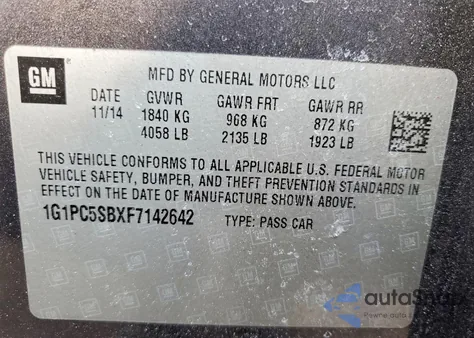 GM
MFD BY GENERAL MOTORS LLC
DATE GVWR GAWR FRT GAWR RR
11/14 1840 KG 968 KG 872 KG
4058 LB 2135 LB 1923 LB
THIS VEHICLE CONFORMS TO ALL APPLICABLE U.S. FEDERAL MOTOR
VEHICLE SAFETY, BUMPER, AND THEFT PREVENTION STANDARDS IN
EFFECT ON THE DATE OF MANUFACTURE SHOWN ABOVE.
1G1PC5SBXF7142642 TYPE: PASS CAR
autoSnap